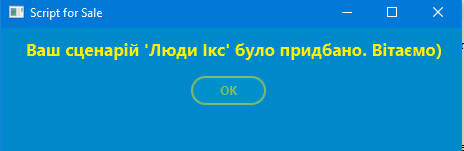 Script for Sale
Ваш сценарій 'Люди Ікс' було придбано. Вітаємо)
OK